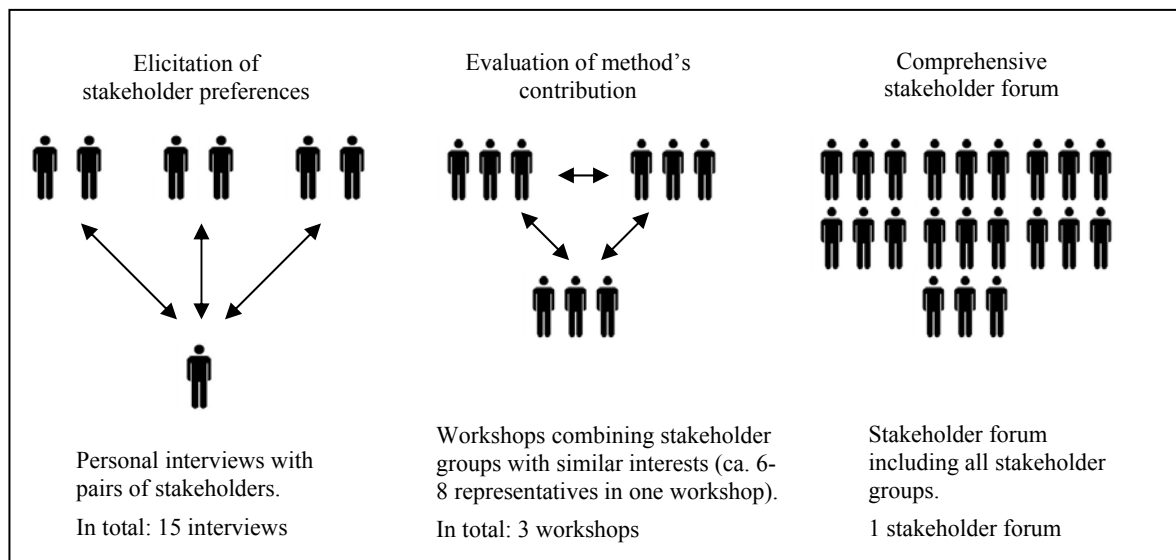 Elicitation of
stakeholder preferences
Evaluation of method's
contribution
Comprehensive
stakeholder forum
Personal interviews with
pairs of stakeholders.
In total: 15 interviews
Workshops combining stakeholder
groups with similar interests (ca. 6-
8 representatives in one workshop).
In total: 3 workshops
Stakeholder forum
including all stakeholder
groups.
1 stakeholder forum